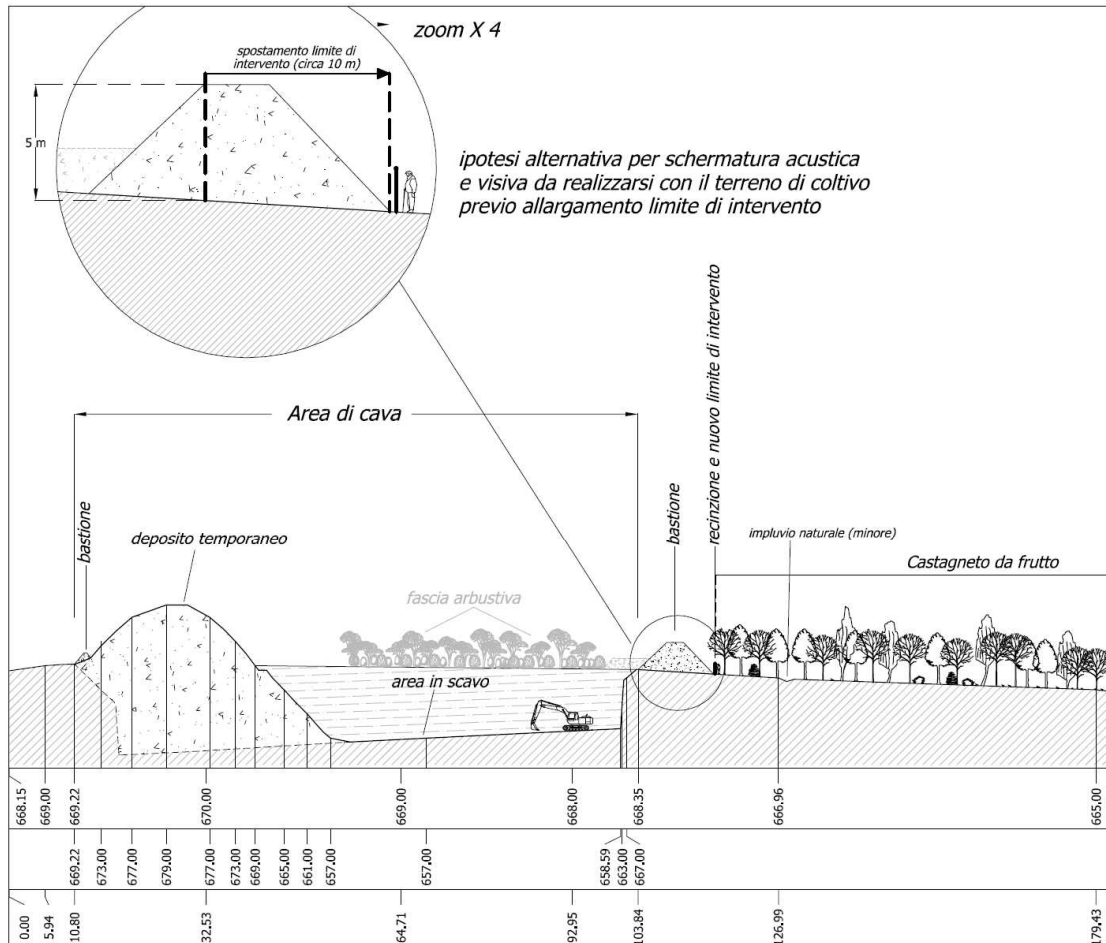 zoom X 4
spostamento limite di
intervento (circa 10 m)
5 m
ipotesi alternativa per schermatura acustica
e visiva da realizzarsi con il terreno di coltivo
previo allargamento limite di intervento
Area di cava
bastione
deposito temporaneo
fascia arbustiva
area in scavo
bastione
recinzione e nuovo limite di intervento
impluvio naturale (minore)
Castagneto da frutto
668.15 669.00 669.22 670.00 669.00 668.00 668.35 666.96 665.00
669.22 673.00 677.00 679.00 677.00 673.00 669.00 665.00 661.00 657.00 657.00 658.59 663.00 667.00
0.00 5.94 10.80 32.53 64.71 92.95 103.84 126.99 179.43